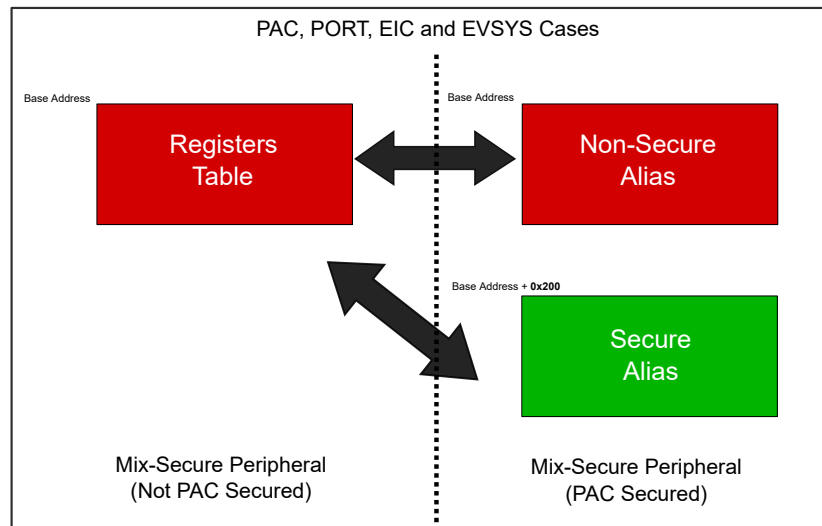 PAC, PORT, EIC and EVSYS Cases
Base Address
Registers
Table
Base Address
Non-Secure
Alias
Base Address + 0x200
Secure
Alias
Mix-Secure Peripheral
(Not PAC Secured)
Mix-Secure Peripheral
(PAC Secured)